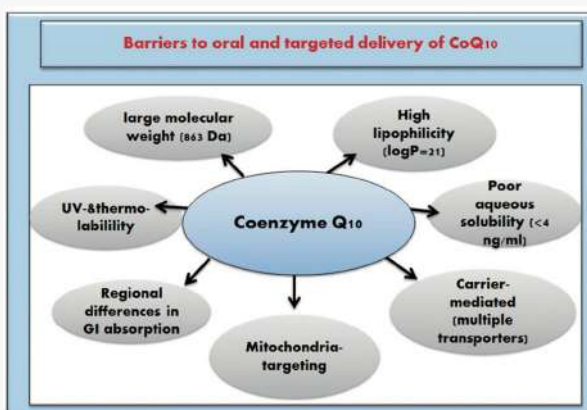 Barriers to oral and targeted delivery of CoQ10
large molecular
weight (863 Da)
High
lipophilicity
(logP=21)
UV-&thermo-
labilility
Coenzyme Q10
Poor
aqueous
solubility (<4
ng/ml)
Regional
differences in
GI absorption
Mitochondria-
targeting
Carrier-
mediated
(multiple
transporters)